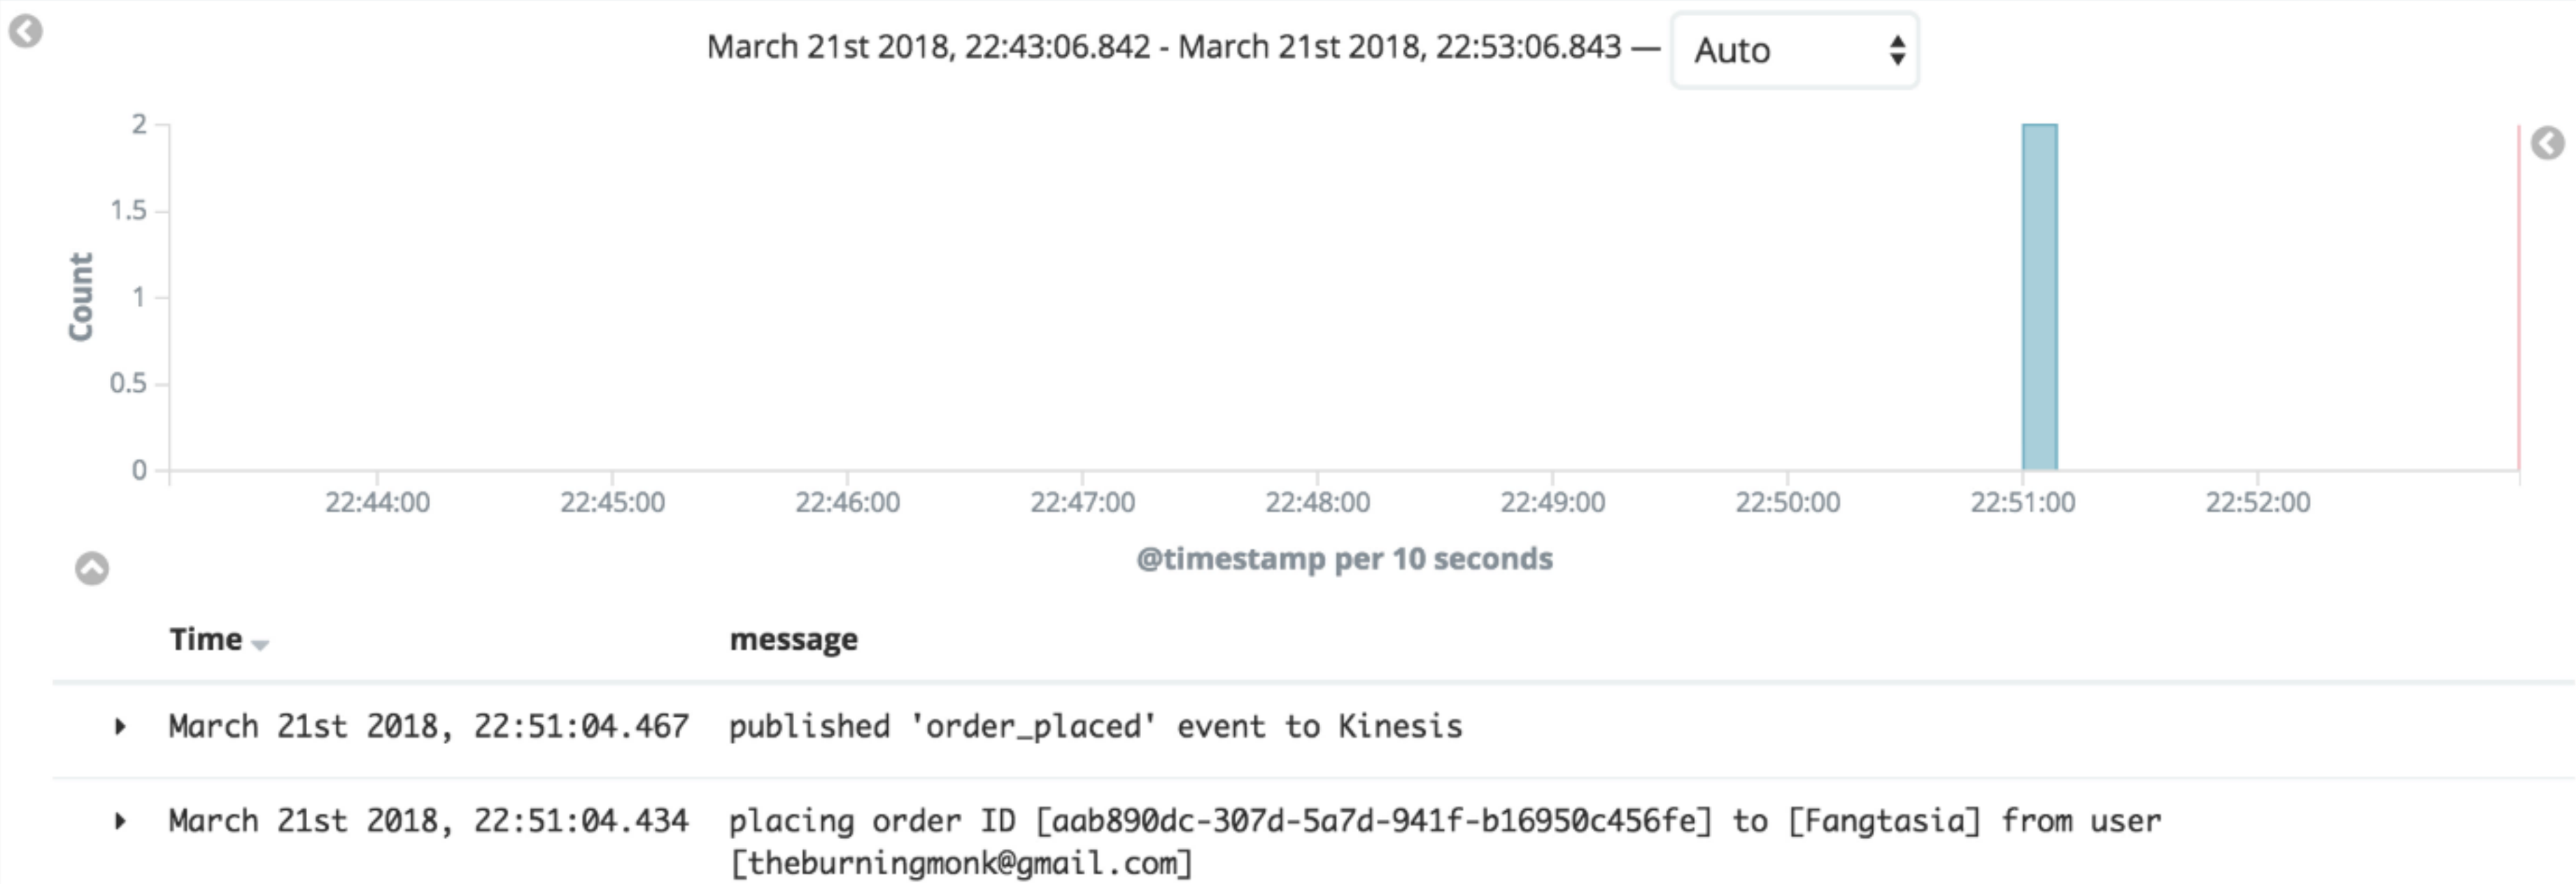 March 21st 2018, 22:43:06.842 - March 21st 2018, 22:53:06.843 — Auto
2
1.5
1
0.5
0
Count
22:44:00 22:45:00 22:46:00 22:47:00 22:48:00 22:49:00 22:50:00 22:51:00 22:52:00
@timestamp per 10 seconds
Time message
March 21st 2018, 22:51:04.467 published 'order_placed' event to Kinesis
March 21st 2018, 22:51:04.434 placing order ID [aab890dc-307d-5a7d-941f-b16950c456fe] to [Fangtasia] from user
[theburningmonk@gmail.com]